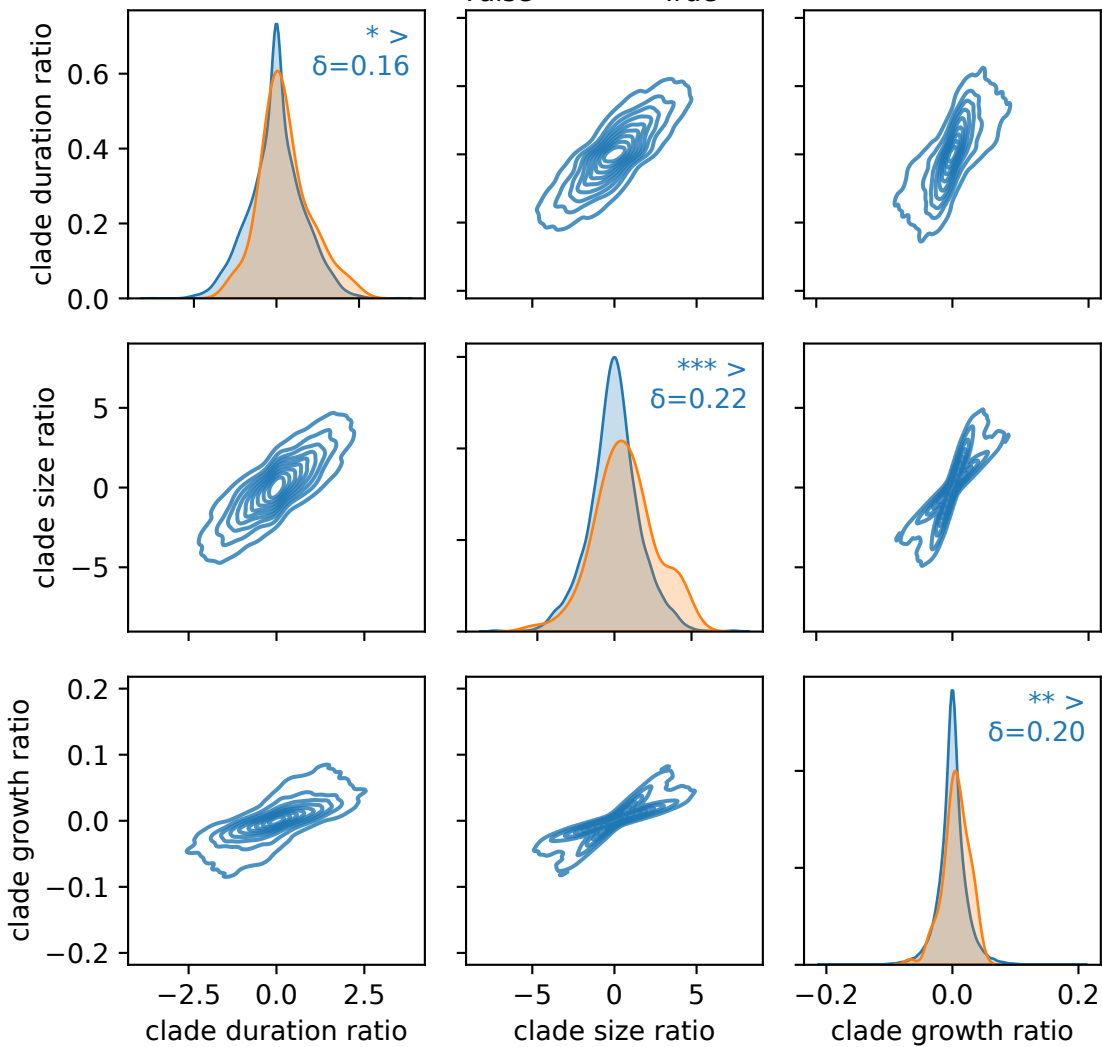 clade duration ratio
0.6
0.4
0.2
0.0
* >
δ=0.16
clade size ratio
5
0
−5
*** >
δ=0.22
clade growth ratio
0.2
0.1
0.0
−0.1
−0.2
** >
δ=0.20
−2.5 0.0 2.5
clade duration ratio
−5 0 5
clade size ratio
−0.2 0.0 0.2
clade growth ratio